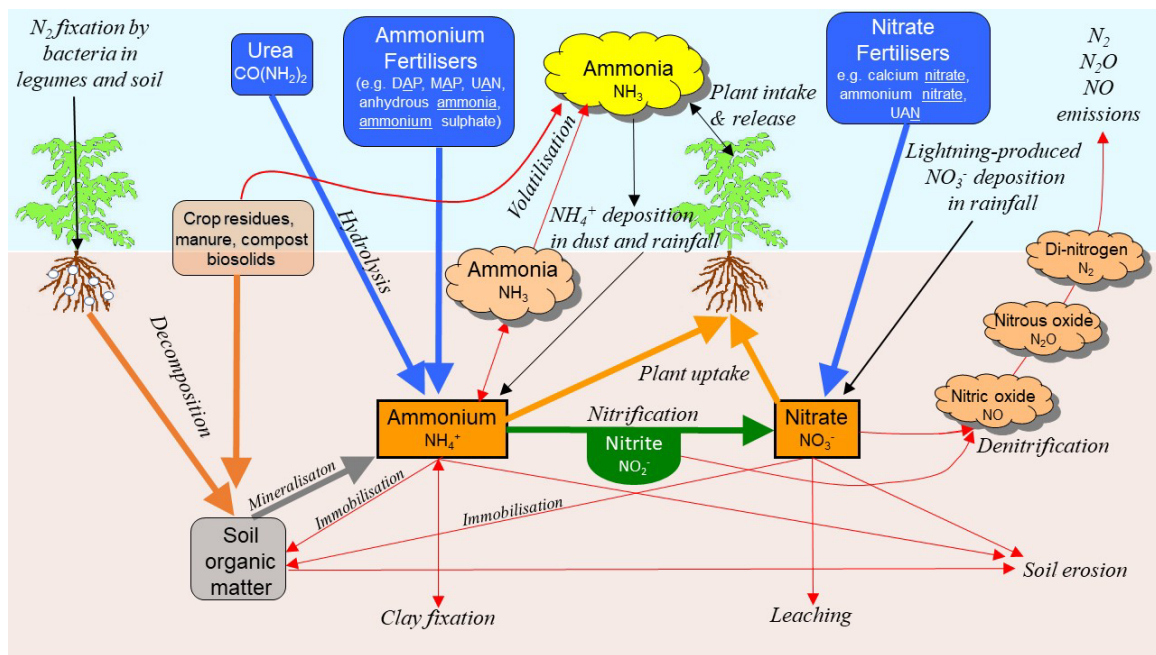 N₂ fixation by
bacteria in
legumes and soil
Urea
CO(NH₂)₂
Ammonium
Fertilisers
(e.g. DAP, MAP, UAN,
anhydrous ammonia,
ammonium sulphate)
Ammonia
NH₃
Plant intake
& release
Nitrate
Fertilisers
e.g. calcium nitrate,
ammonium nitrate,
UAN
N₂
N₂O
NO
emissions
Lightning-produced
NO₃⁻ deposition
in rainfall
Volatilisation
NH₄⁺ deposition
in dust and rainfall
Crop residues,
manure, compost
biosolids
Hydrolysis
Ammonia
NH₃
Di-nitrogen
N₂
Nitrous oxide
N₂O
Nitric oxide
NO
Decomposition
Plant uptake
Ammonium
NH₄⁺
Nitrification
Nitrite
NO₂⁻
Nitrate
NO₃⁻
Denitrification
Mineralisaton
Immobilisation
Immobilisation
Soil
organic
matter
Soil erosion
Clay fixation
Leaching